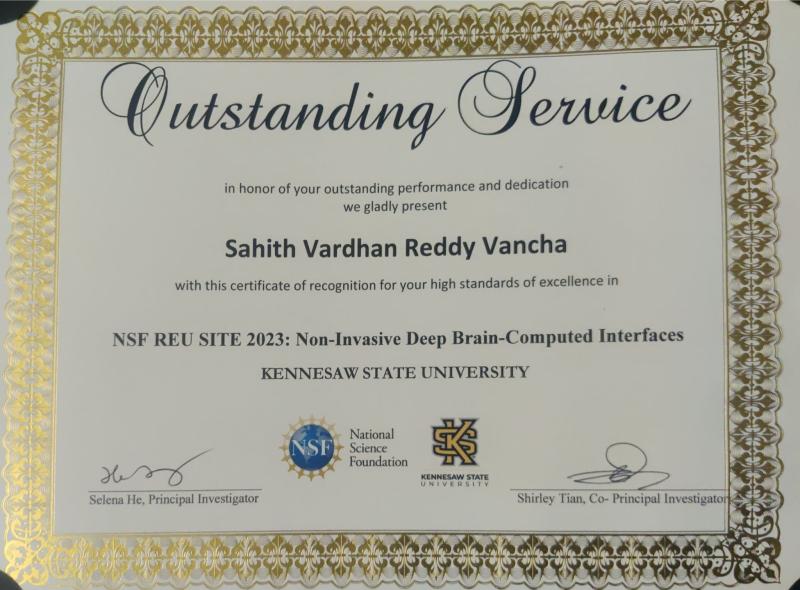 Outstanding Service
in honor of your outstanding performance and dedication
we gladly present
Sahith Vardhan Reddy Vancha
with this certificate of recognition for your high standards of excellence in
NSF REU SITE 2023: Non-Invasive Deep Brain-Computed Interfaces
KENNESAW STATE UNIVERSITY
NSF
National
Science
Foundation
KS
KENNESAW STATE
UNIVERSITY
Selena He, Principal Investigator
Shirley Tian, Co- Principal Investigator